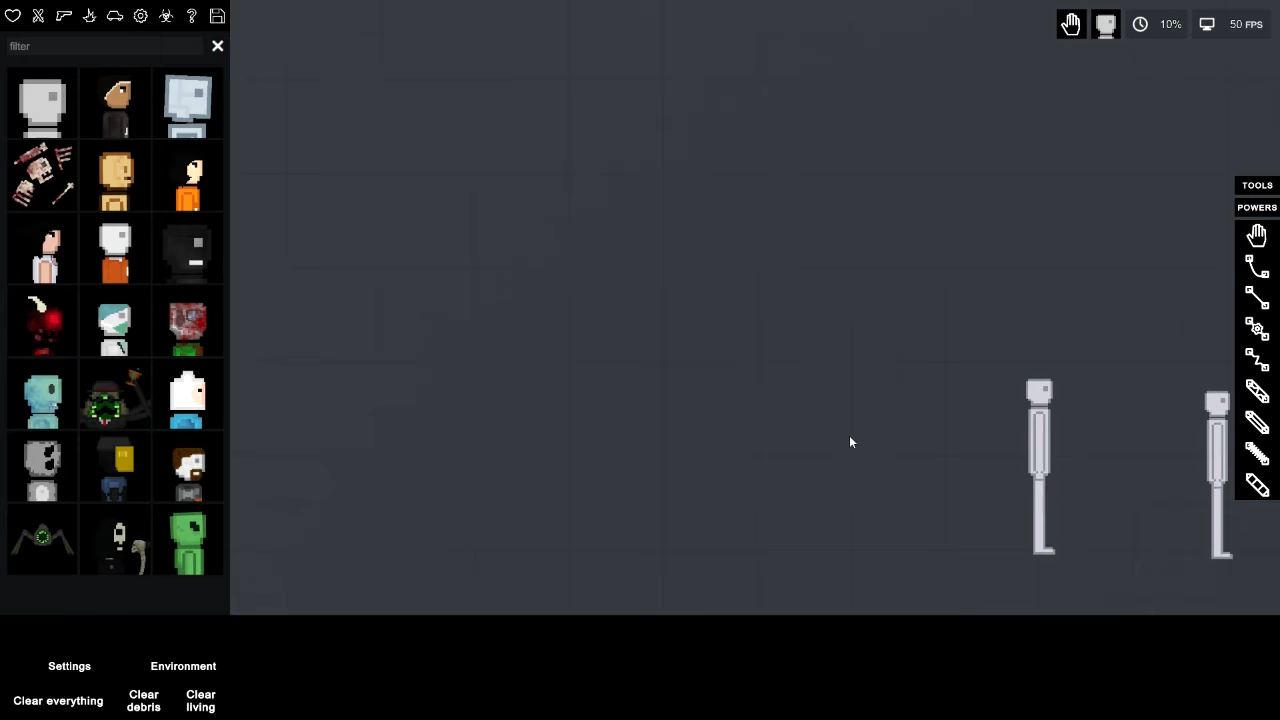 filter
10%
50 FPS
TOOLS
POWERS
Settings
Environment
Clear everything
Clear
debris
Clear
living